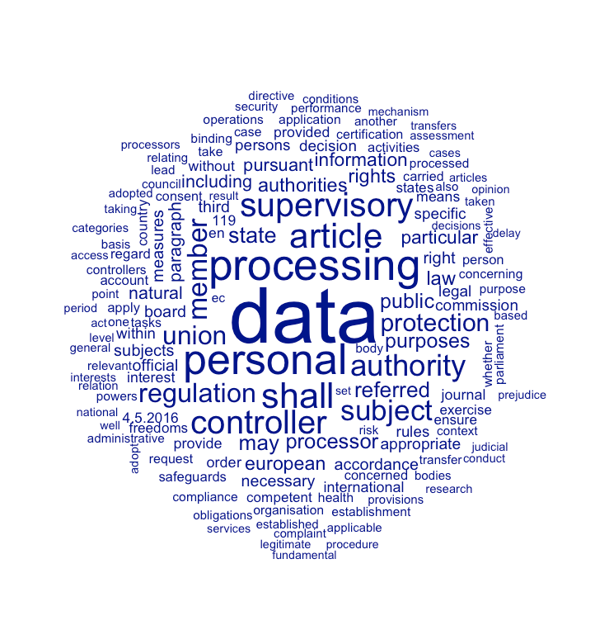 directive
conditions
security
performance
mechanism
operations
application
another
transfers
case
provided
certification
assessment
binding
processors
take
persons
decision
activities
relating
information
cases
lead
without
pursuant
processed
council
including
authorities
rights
carried
articles
adopted
consent
result
states
also
opinion
taking
third
supervisory
means
taken
country
measures
paragraph
119
specific
categories
en
state
article
particular
decisions
effective
delay
basis
member
access
regard
processing
right
person
controllers
account
law
concerning
point
natural
ec
data
public
legal
purpose
period
apply
board
commission
act
one
tasks
protection
based
level
within
union
purposes
general
subjects
body
whether
parliament
relevant
official
personal
authority
interests
interest
relation
regulation
shall
set
referred
journal
prejudice
powers
national
4.5.2016
subject
exercise
well
freedoms
controller
risk
rules
ensure
context
administrative
provide
may
processor
appropriate
judicial
adopt
request
order
european
accordance
transfer
conduct
safeguards
necessary
concerned
bodies
international
research
compliance
competent
health
provisions
obligations
organisation
establishment
services
established
applicable
complaint
legitimate
procedure
fundamental